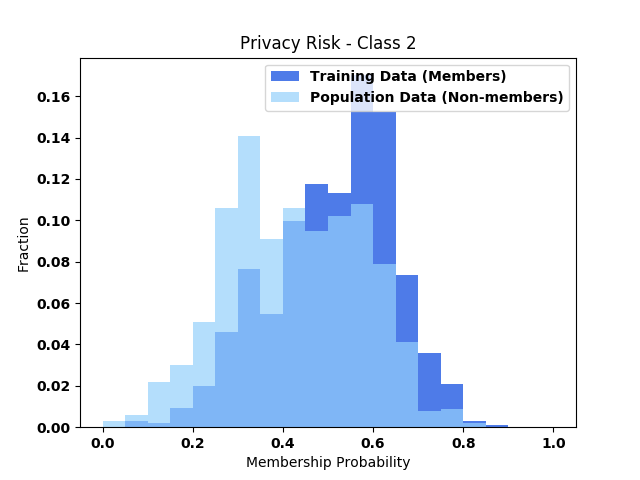 Privacy Risk - Class 2
Training Data (Members)
Population Data (Non-members)
Fraction
0.16
0.14
0.12
0.10
0.08
0.06
0.04
0.02
0.00
0.0 0.2 0.4 0.6 0.8 1.0
Membership Probability